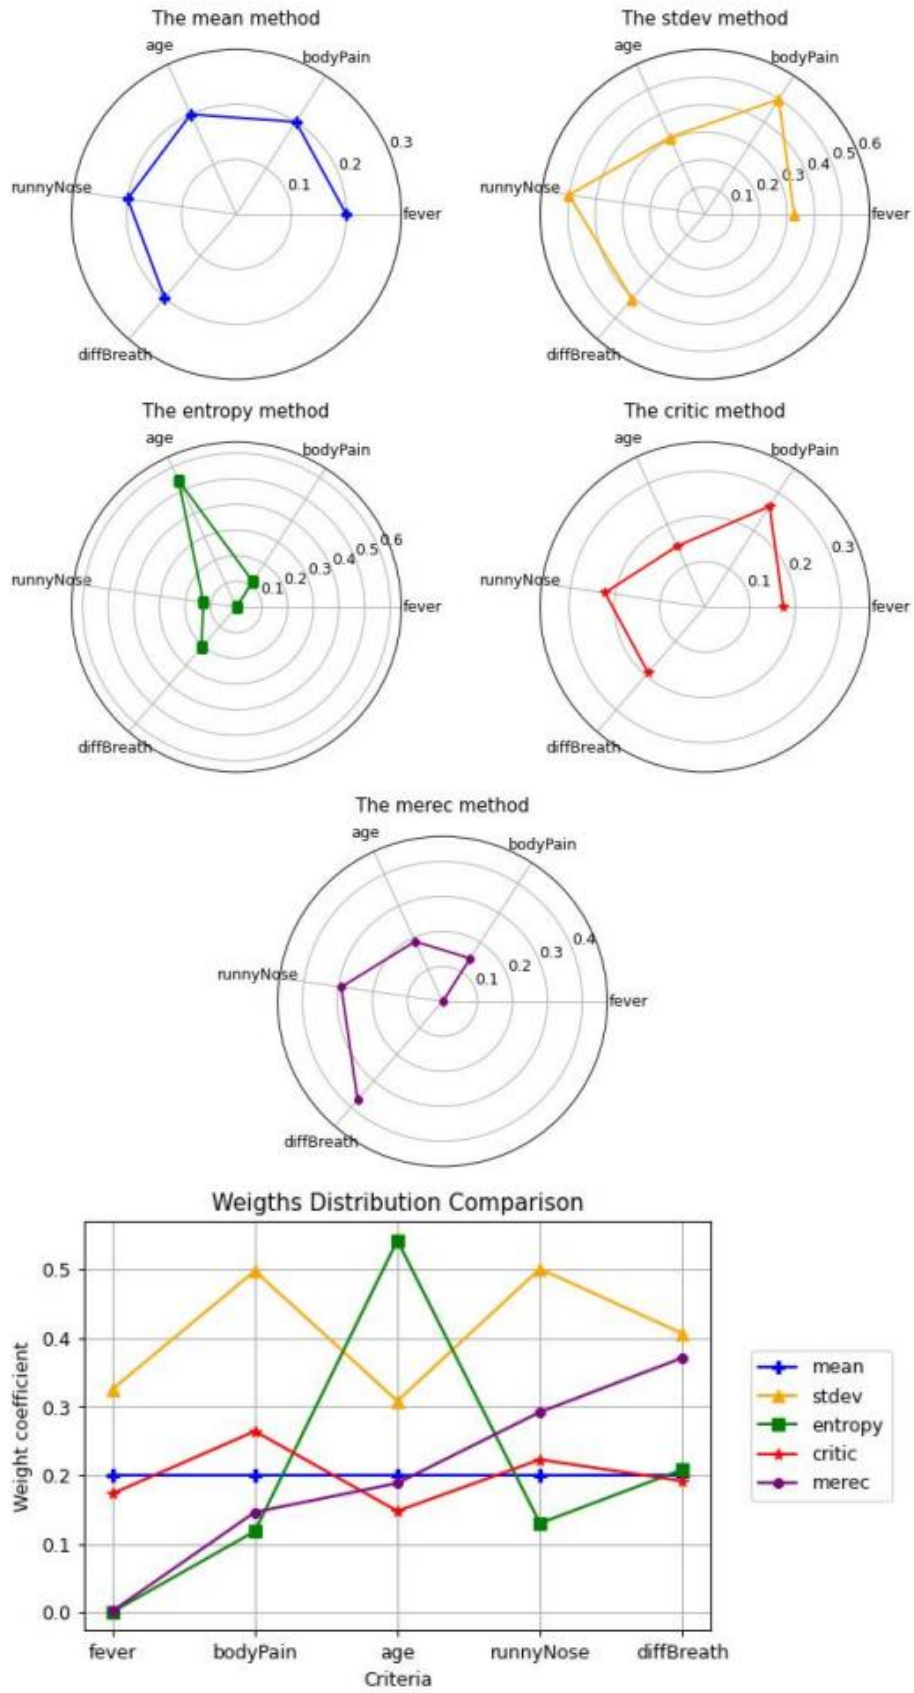 The mean method
age
bodyPain
0.3
0.2
0.1
runnyNose
fever
diffBreath
The stdev method
age
bodyPain
0.6
0.5
0.4
0.3
0.2
0.1
runnyNose
fever
diffBreath
The entropy method
age
bodyPain
0.6
0.5
0.4
0.3
0.2
0.1
runnyNose
fever
diffBreath
The critic method
age
bodyPain
0.3
0.2
0.1
runnyNose
fever
diffBreath
The merec method
age
bodyPain
0.4
0.3
0.2
0.1
runnyNose
fever
diffBreath
Weigths Distribution Comparison
Weight coefficient
0.5
0.4
0.3
0.2
0.1
0.0
fever bodyPain age runnyNose diffBreath
Criteria
mean
stdev
entropy
critic
merec